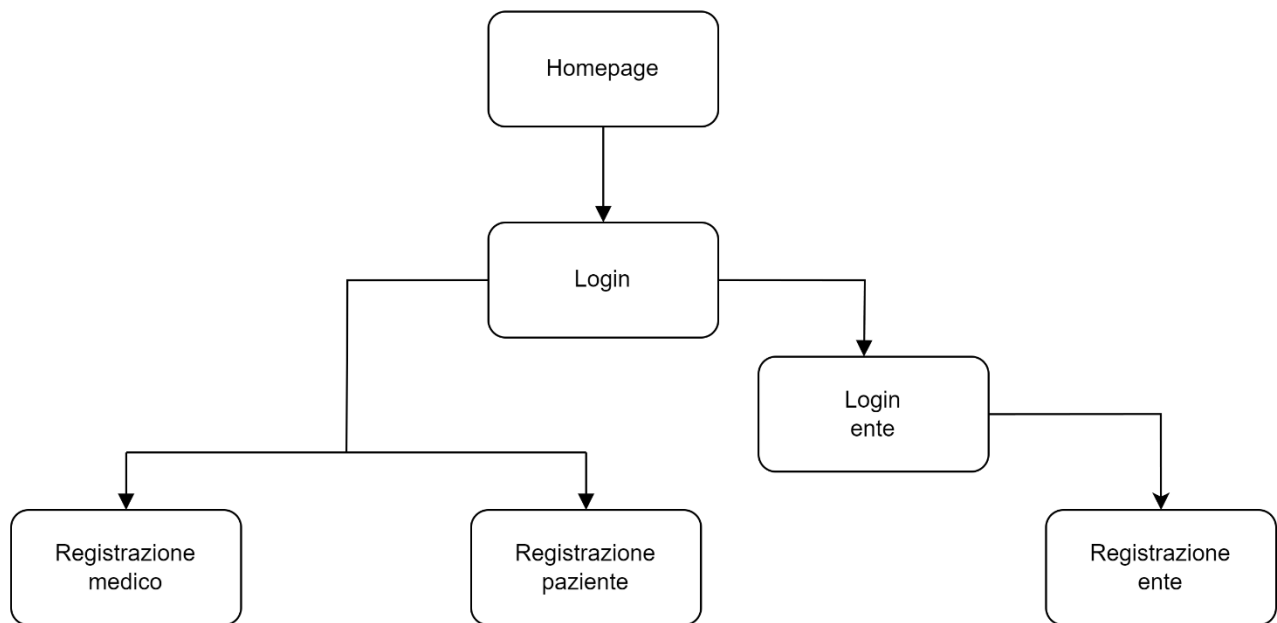 Homepage
Login
Login
ente
Registrazione
medico
Registrazione
paziente
Registrazione
ente